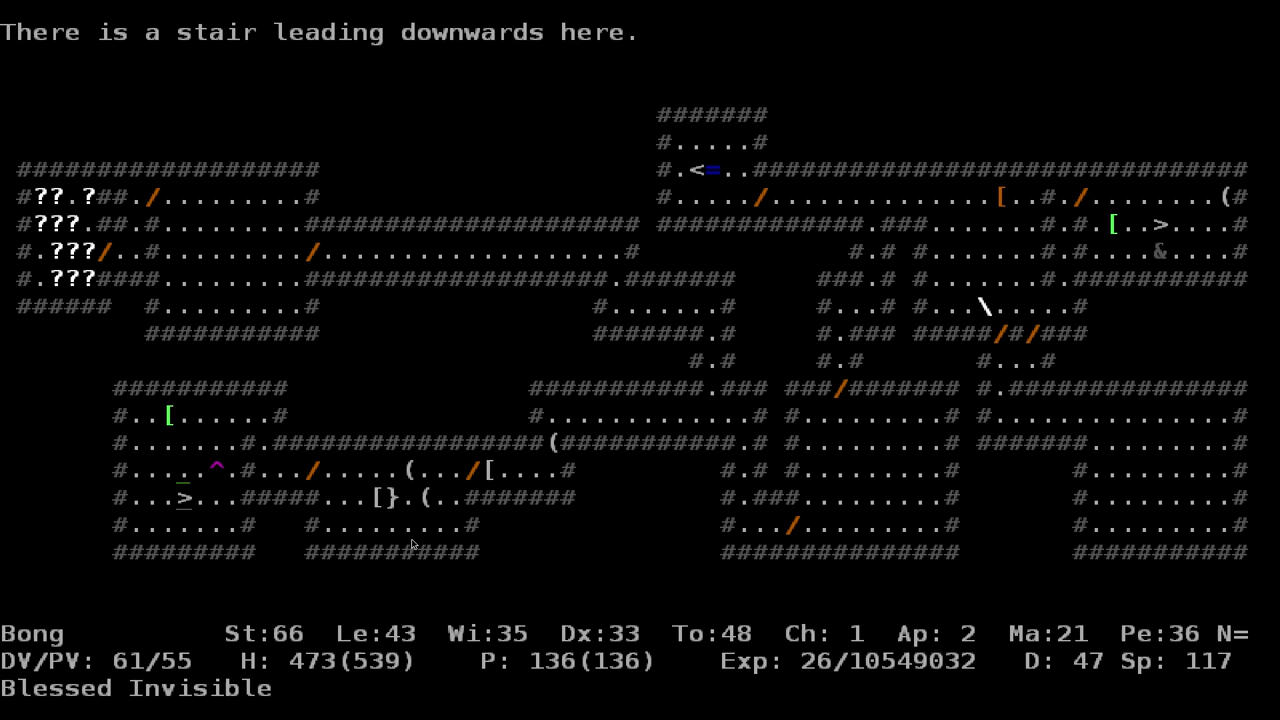 There is a stair leading downwards here.
Bong St:66 Le:43 Wi:35 Dx:33 To:48 Ch: 1 Ap: 2 Ma:21 Pe:36 N=
DV/PV: 61/55 H: 473(539) P: 136(136) Exp: 26/10549032 D: 47 Sp: 117
Blessed Invisible